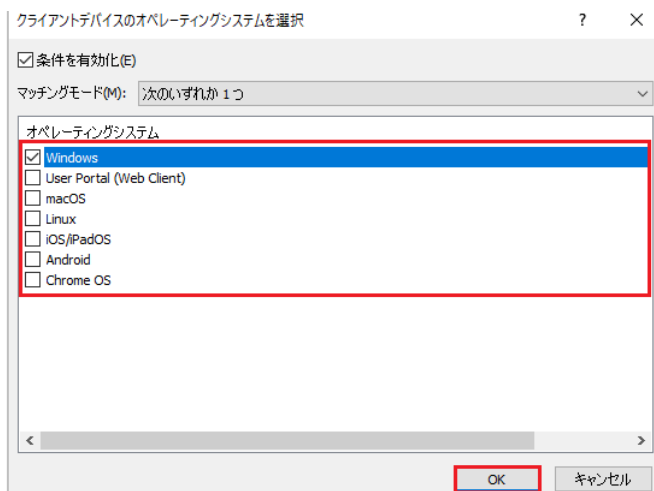 クライアントデバイスのオペレーティングシステムを選択 ? ×
条件を有効化(E)
マッチングモード(M): 次のいずれか 1 つ
オペレーティングシステム
Windows
User Portal (Web Client)
macOS
Linux
iOS/iPadOS
Android
Chrome OS
OK キャンセル